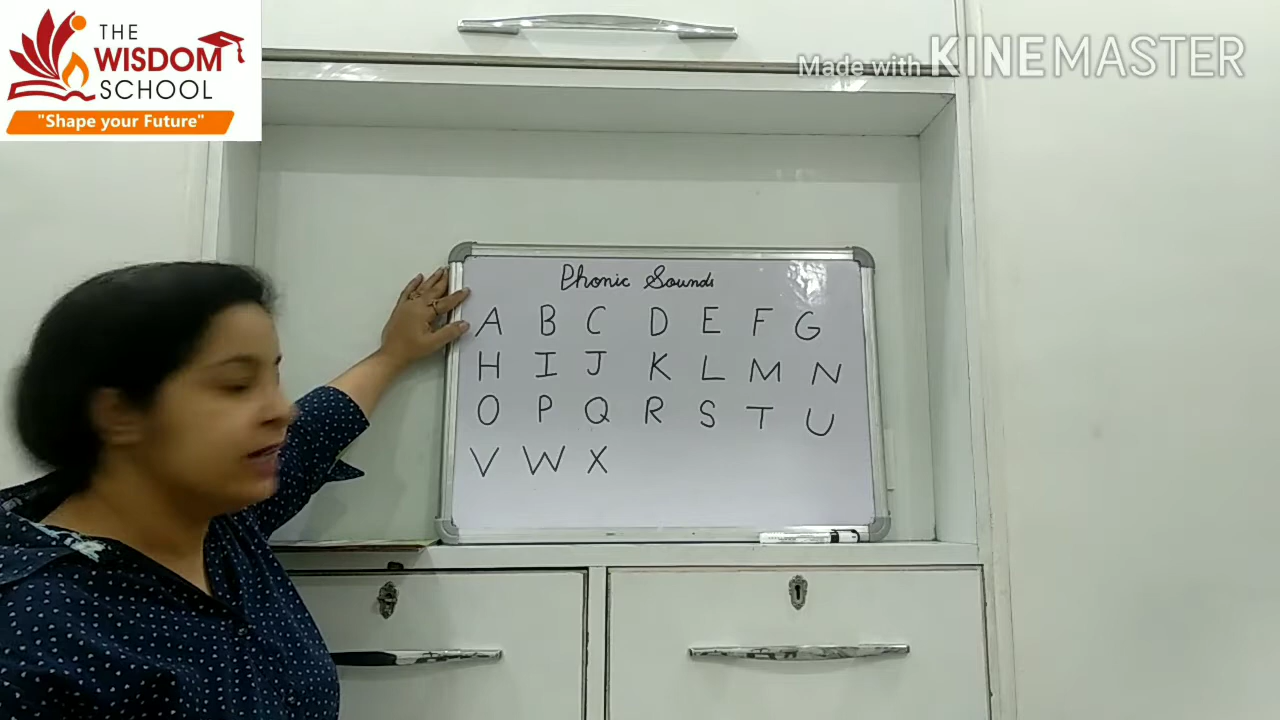 THE
WISDOM
SCHOOL
"Shape your Future"
Made with KINEMASTER
Phonic Sounds
A B C D E F G
H I J K L M N
O P Q R S T U
V W X